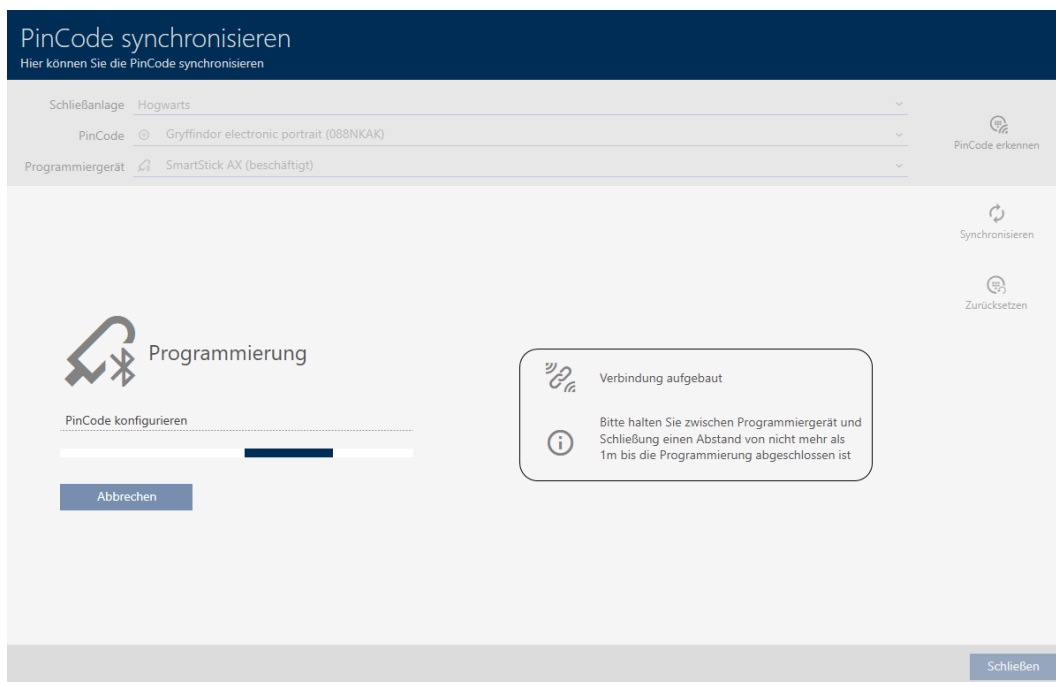 PinCode synchronisieren
Hier können Sie die PinCode synchronisieren
Schließanlage Hogwarts
PinCode Gryffindor electronic portrait (088NKAK)
Programmiergerät SmartStick AX (beschäftigt)
PinCode erkennen
Synchronisieren
Zurücksetzen
Programmierung
PinCode konfigurieren
Abbrechen
Verbindung aufgebaut
Bitte halten Sie zwischen Programmiergerät und
Schließung einen Abstand von nicht mehr als
1m bis die Programmierung abgeschlossen ist
Schließen